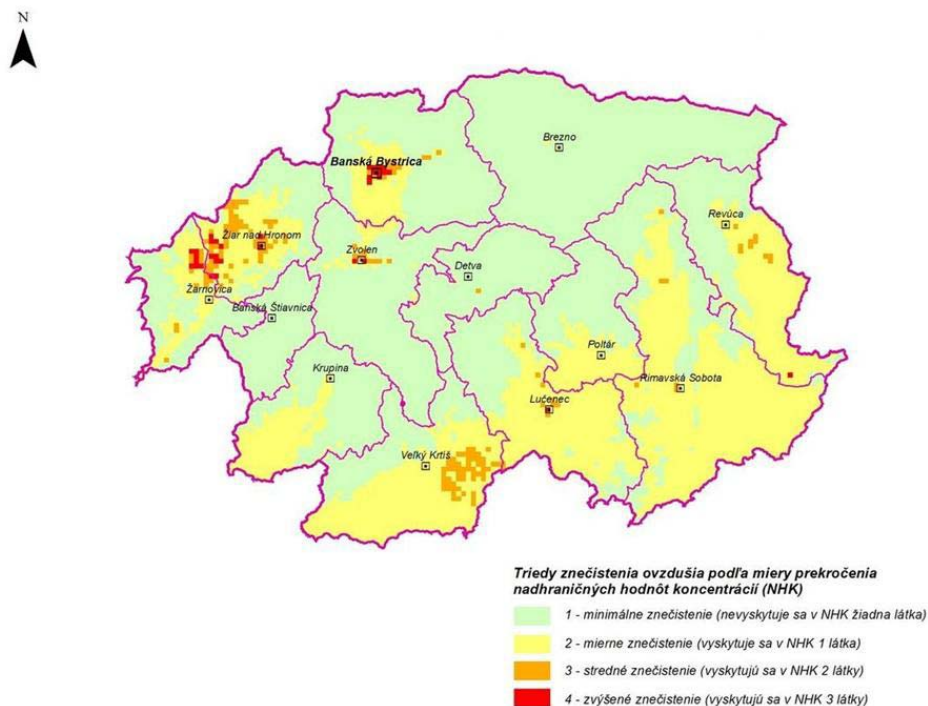 N
Brezno
Banská Bystrica
Revúca
Žiar nad Hronom
Zvolen
Detva
Žarnovica
Banská Štiavnica
Poltár
Krupina
Rimavská Sobota
Lučenec
Veľký Krtíš
Triedy znečistenia ovzdušia podľa miery prekročenia
nadhraničných hodnôt koncentrácií (NHK)
1 - minimálne znečistenie (nevyskytuje sa v NHK žiadna látka)
2 - mierne znečistenie (vyskytuje sa v NHK 1 látka)
3 - stredné znečistenie (vyskytujú sa v NHK 2 látky)
4 - zvýšené znečistenie (vyskytujú sa v NHK 3 látky)